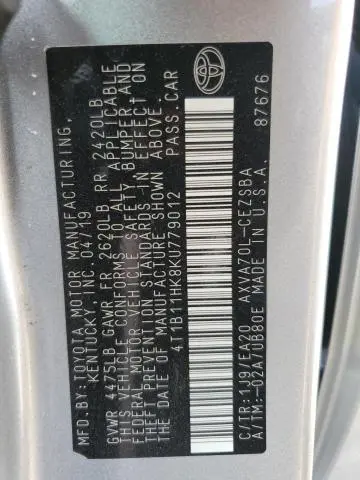 MFD.BY:TOYOTA MOTOR MANUFACTURING,
KENTUCKY, INC. 04/19
GVWR 4475LB GAWR FR 2620LB RR 2420LB
THIS VEHICLE CONFORMS TO ALL APPLICABLE
FEDERAL MOTOR VEHICLE SAFETY, BUMPER, AND
THEFT PREVENTION STANDARDS IN EFFECT ON
THE DATE OF MANUFACTURE SHOWN ABOVE.
4T1B11HK8KU779012 PASS.CAR
C/TR:1J9/EA20 AXVA70L-CEZSBA
A/TM:-02A/UB80E MADE IN U.S.A. 87676